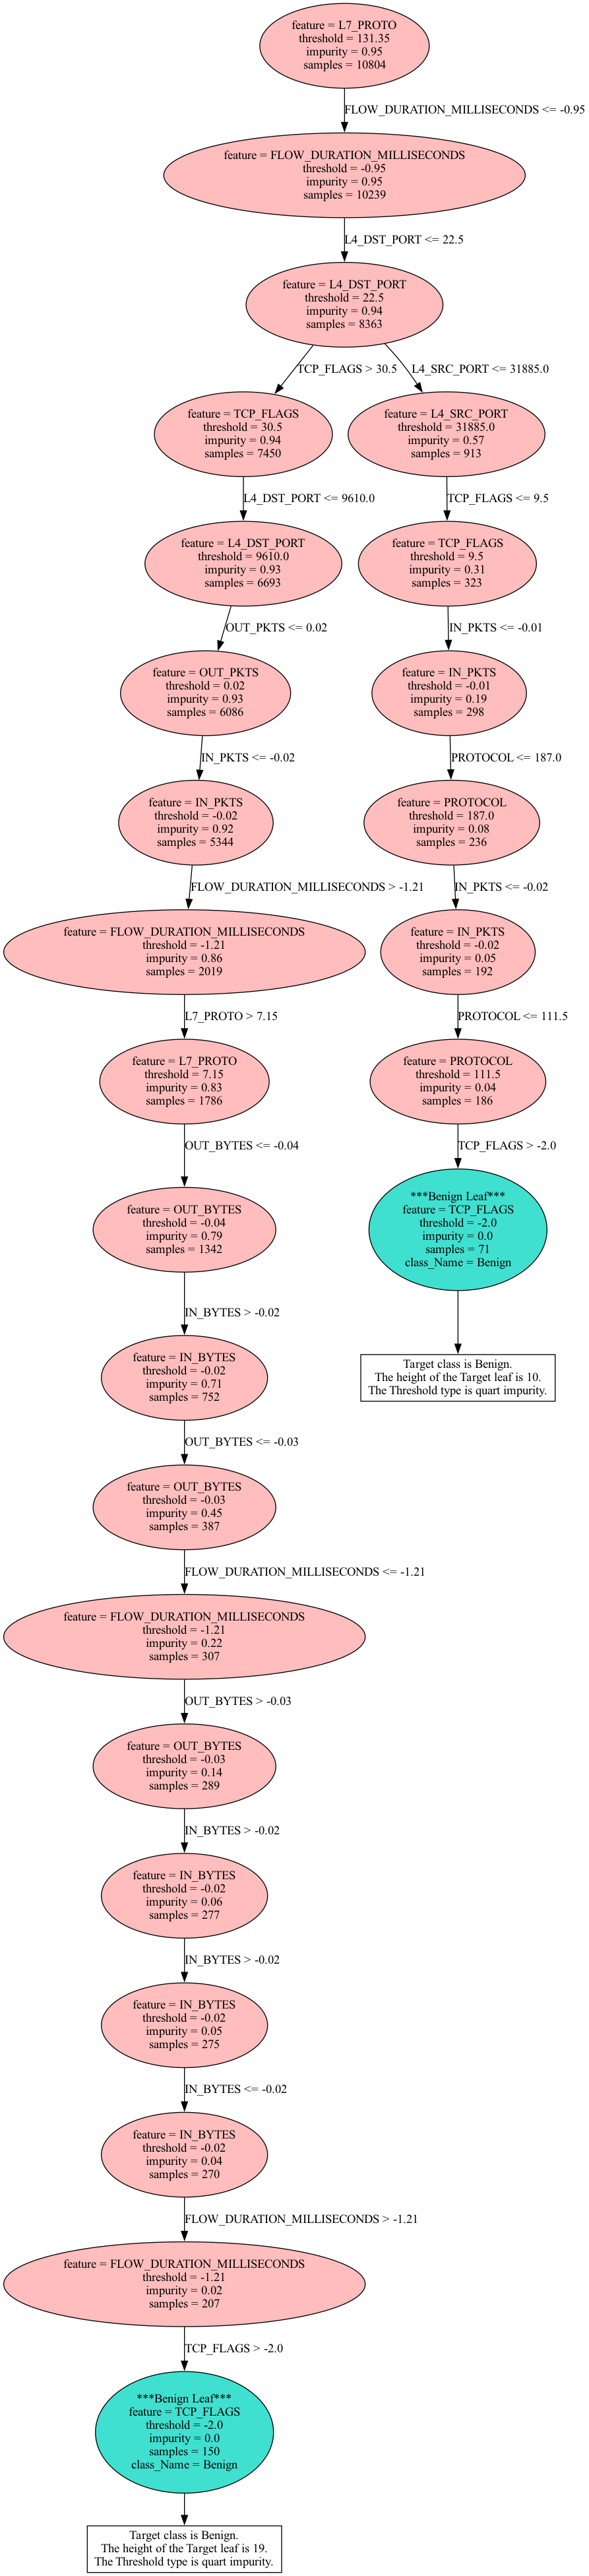 feature = L7_PROTO
threshold = 131.35
impurity = 0.95
samples = 10804
FLOW_DURATION_MILLISECONDS <= -0.95
feature = FLOW_DURATION_MILLISECONDS
threshold = -0.95
impurity = 0.95
samples = 10239
L4_DST_PORT <= 22.5
feature = L4_DST_PORT
threshold = 22.5
impurity = 0.94
samples = 8363
TCP_FLAGS > 30.5
L4_SRC_PORT <= 31885.0
feature = TCP_FLAGS
threshold = 30.5
impurity = 0.94
samples = 7450
feature = L4_SRC_PORT
threshold = 31885.0
impurity = 0.57
samples = 913
L4_DST_PORT <= 9610.0
TCP_FLAGS <= 9.5
feature = L4_DST_PORT
threshold = 9610.0
impurity = 0.93
samples = 6693
feature = TCP_FLAGS
threshold = 9.5
impurity = 0.31
samples = 323
OUT_PKTS <= 0.02
IN_PKTS <= -0.01
feature = OUT_PKTS
threshold = 0.02
impurity = 0.93
samples = 6086
feature = IN_PKTS
threshold = -0.01
impurity = 0.19
samples = 298
IN_PKTS <= -0.02
PROTOCOL <= 187.0
feature = IN_PKTS
threshold = -0.02
impurity = 0.92
samples = 5344
feature = PROTOCOL
threshold = 187.0
impurity = 0.08
samples = 236
FLOW_DURATION_MILLISECONDS > -1.21
IN_PKTS <= -0.02
feature = FLOW_DURATION_MILLISECONDS
threshold = -1.21
impurity = 0.86
samples = 2019
feature = IN_PKTS
threshold = -0.02
impurity = 0.05
samples = 192
L7_PROTO > 7.15
PROTOCOL <= 111.5
feature = L7_PROTO
threshold = 7.15
impurity = 0.83
samples = 1786
feature = PROTOCOL
threshold = 111.5
impurity = 0.04
samples = 186
OUT_BYTES <= -0.04
TCP_FLAGS > -2.0
feature = OUT_BYTES
threshold = -0.04
impurity = 0.79
samples = 1342
***Benign Leaf***
feature = TCP_FLAGS
threshold = -2.0
impurity = 0.0
samples = 71
class_Name = Benign
IN_BYTES > -0.02
feature = IN_BYTES
threshold = -0.02
impurity = 0.71
samples = 752
Target class is Benign.
The height of the Target leaf is 10.
The Threshold type is quart impurity.
OUT_BYTES <= -0.03
feature = OUT_BYTES
threshold = -0.03
impurity = 0.45
samples = 387
FLOW_DURATION_MILLISECONDS <= -1.21
feature = FLOW_DURATION_MILLISECONDS
threshold = -1.21
impurity = 0.22
samples = 307
OUT_BYTES > -0.03
feature = OUT_BYTES
threshold = -0.03
impurity = 0.14
samples = 289
IN_BYTES > -0.02
feature = IN_BYTES
threshold = -0.02
impurity = 0.06
samples = 277
IN_BYTES > -0.02
feature = IN_BYTES
threshold = -0.02
impurity = 0.05
samples = 275
IN_BYTES <= -0.02
feature = IN_BYTES
threshold = -0.02
impurity = 0.04
samples = 270
FLOW_DURATION_MILLISECONDS > -1.21
feature = FLOW_DURATION_MILLISECONDS
threshold = -1.21
impurity = 0.02
samples = 207
TCP_FLAGS > -2.0
***Benign Leaf***
feature = TCP_FLAGS
threshold = -2.0
impurity = 0.0
samples = 150
class_Name = Benign
Target class is Benign.
The height of the Target leaf is 19.
The Threshold type is quart impurity.